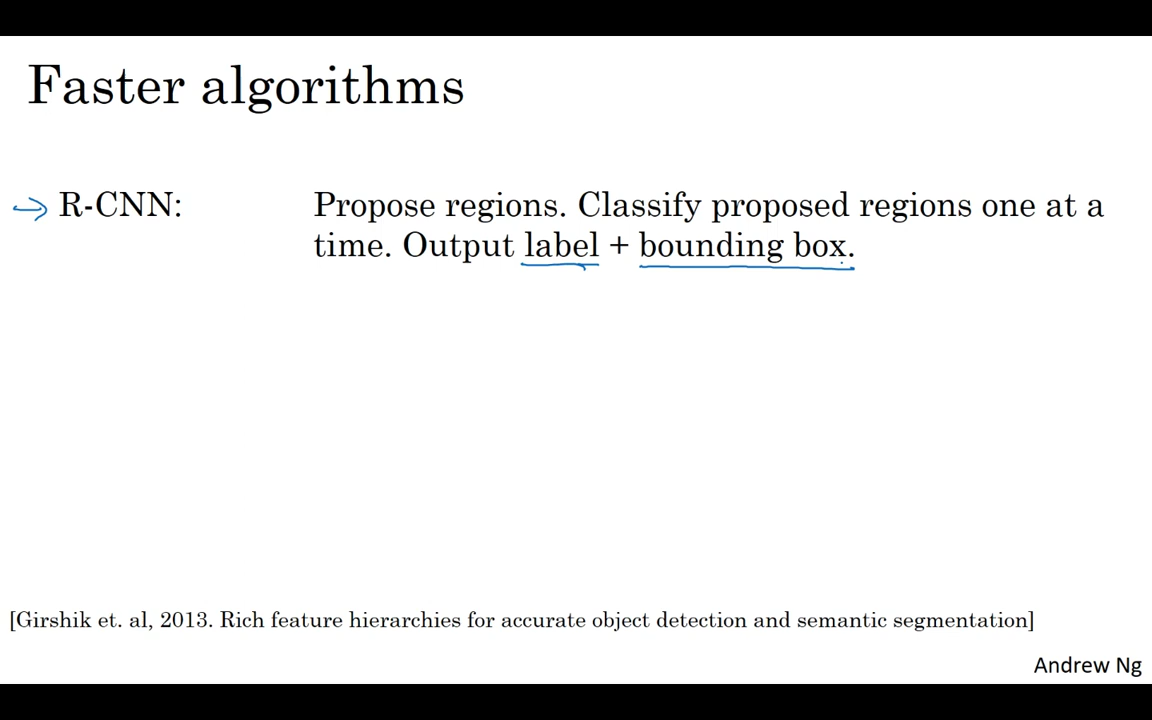 Faster algorithms
R-CNN: Propose regions. Classify proposed regions one at a
time. Output label + bounding box.
[Girshik et. al, 2013. Rich feature hierarchies for accurate object detection and semantic segmentation]
Andrew Ng